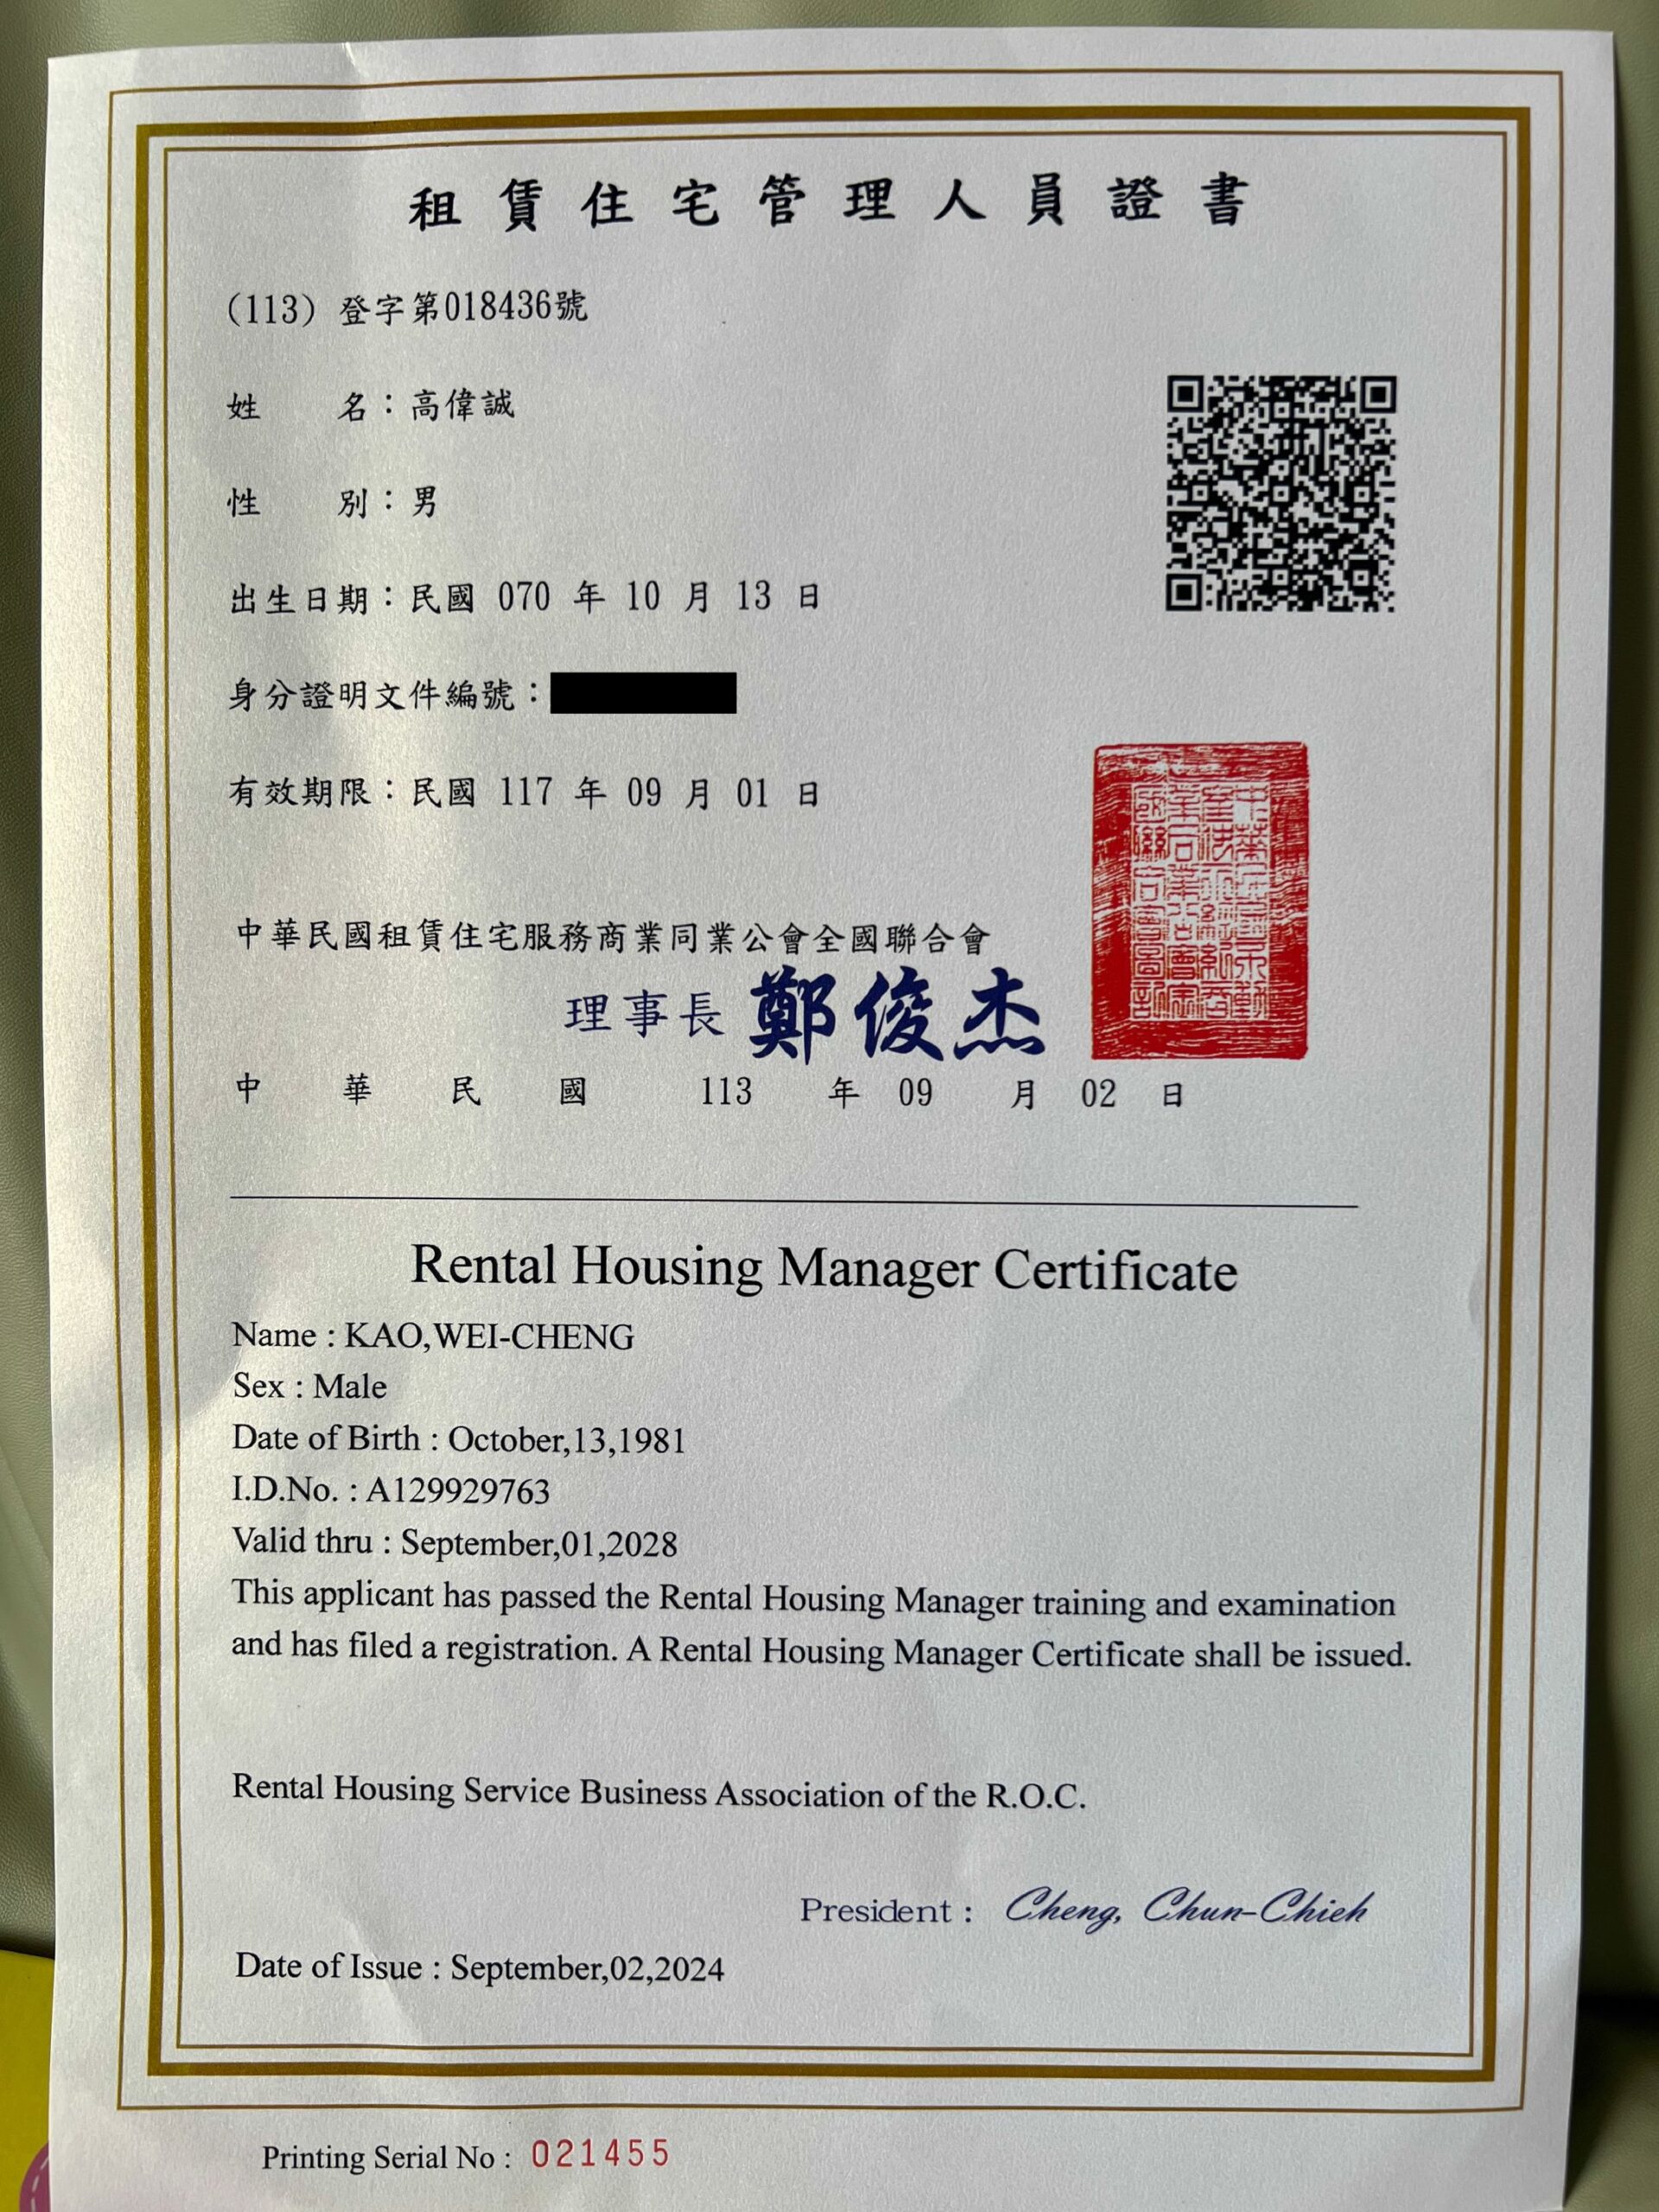 租賃住宅管理人員證書
(113) 登字第018436號
姓名：高偉誠
性別：男
出生日期：民國 070 年 10 月 13 日
身分證明文件編號：
有效期限：民國 117 年 09 月 01 日
中華民國租賃住宅服務商業同業公會全國聯合會
理事長 鄭俊杰
中華民國 113 年 09 月 02 日
Rental Housing Manager Certificate
Name : KAO,WEI-CHENG
Sex : Male
Date of Birth : October,13,1981
I.D.No. : A129929763
Valid thru : September,01,2028
This applicant has passed the Rental Housing Manager training and examination
and has filed a registration. A Rental Housing Manager Certificate shall be issued.
Rental Housing Service Business Association of the R.O.C.
President : Cheng, Chun-Chieh
Date of Issue : September,02,2024
Printing Serial No : 021455